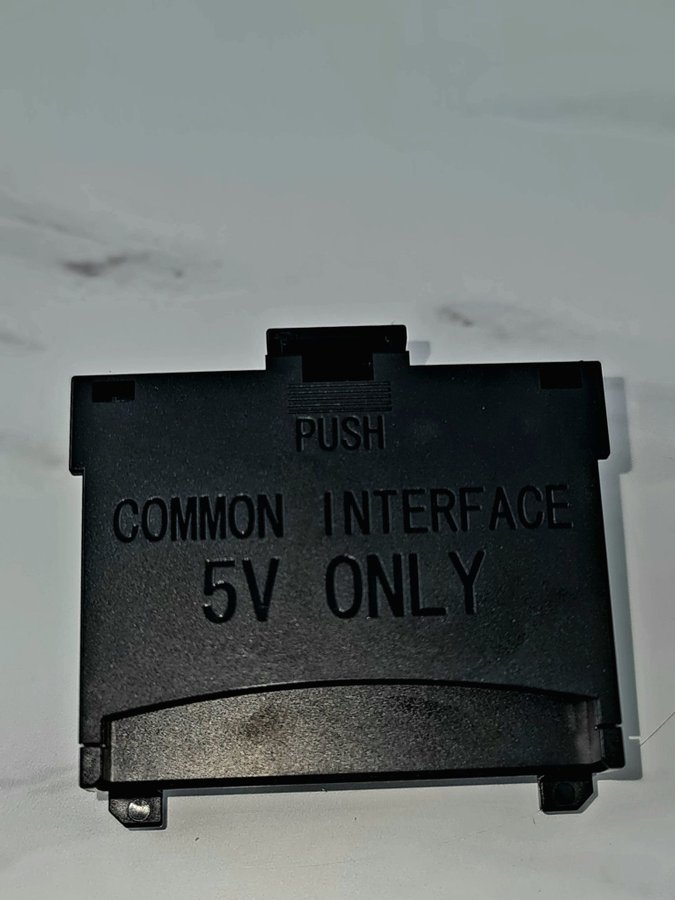 PUSH
COMMON INTERFACE
5V ONLY